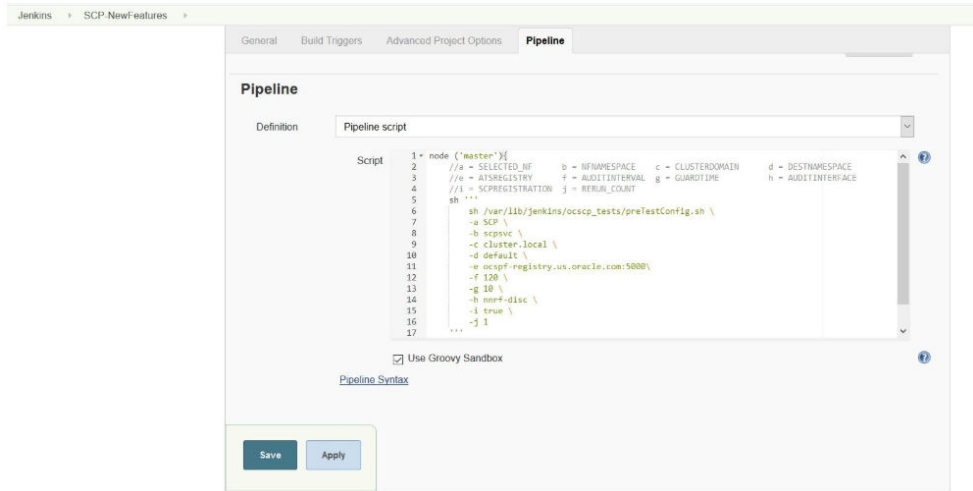 Jenkins SCP-NewFeatures
General Build Triggers Advanced Project Options Pipeline
Pipeline
Definition Pipeline script
Script
1 node ('master'){
2 //a = SELECTED_NF b = NFNAMESPACE c = CLUSTERDOMAIN d = DESTNAMESPACE
3 //e = ATSREGISTRY f = AUDITINTERVAL g = GUARDTIME h = AUDITINTERFACE
4 //i = SCPREGISTRATION j = RERUN_COUNT
5 sh '''
6 sh /var/lib/jenkins/ocscp_tests/preTestConfig.sh \
7 -a SCP \
8 -b scpsvc \
9 -c cluster.local \
10 -d default \
11 -e ocspf-registry.us.oracle.com:5000\
12 -f 120 \
13 -g 10 \
14 -h nnrf-disc \
15 -i true \
16 -j 1
17 '''
Use Groovy Sandbox
Pipeline Syntax
Save Apply